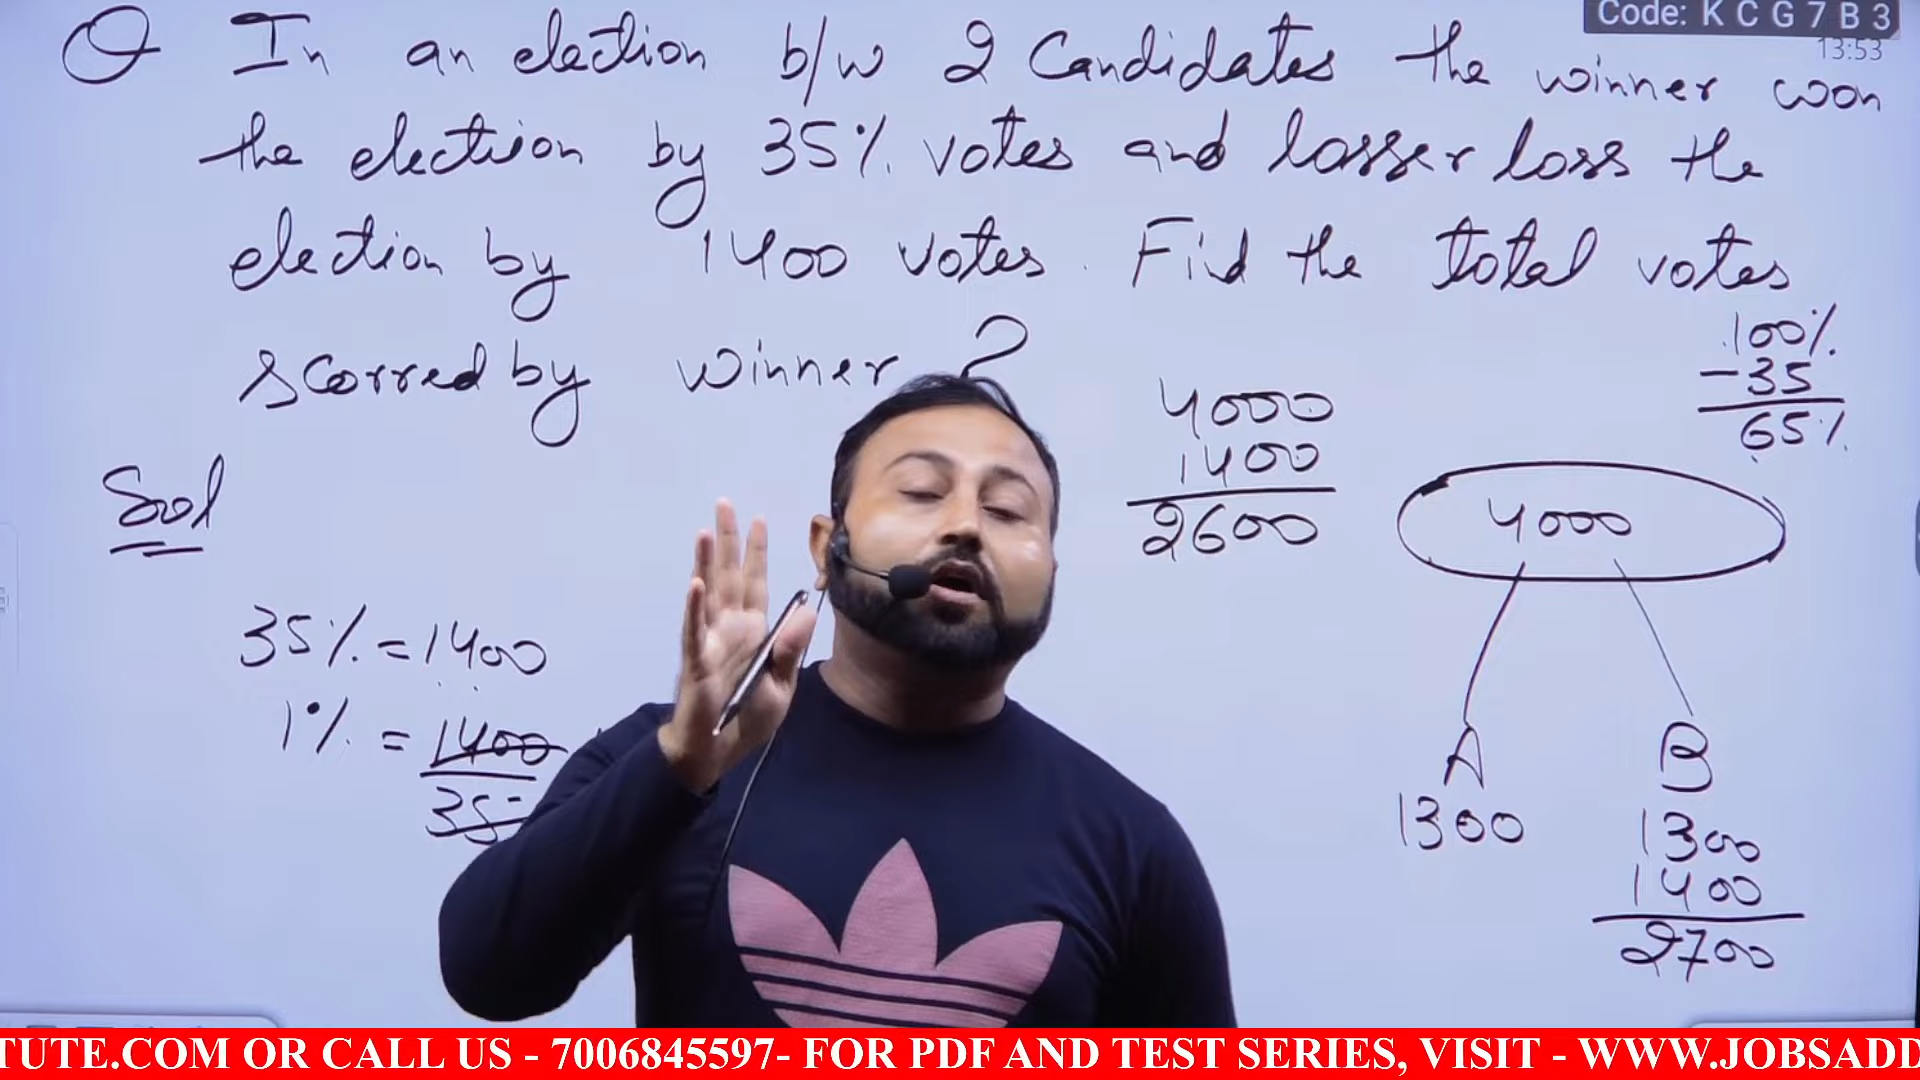 Code: K C G 7 B 3
13:53
Q In an election b/w 2 Candidates the winner woon
the electiion by 35% votes and losser loss the
election by 1400 votes. Find the total votes
scorred by winner ?
100%
-35
65%
4000
1400
2600
4000
Sol
35% = 1400
1% = 1400
35
A
1300
B
1300
1400
2700
TUTE.COM OR CALL US - 7006845597- FOR PDF AND TEST SERIES, VISIT - WWW.JOBSADD